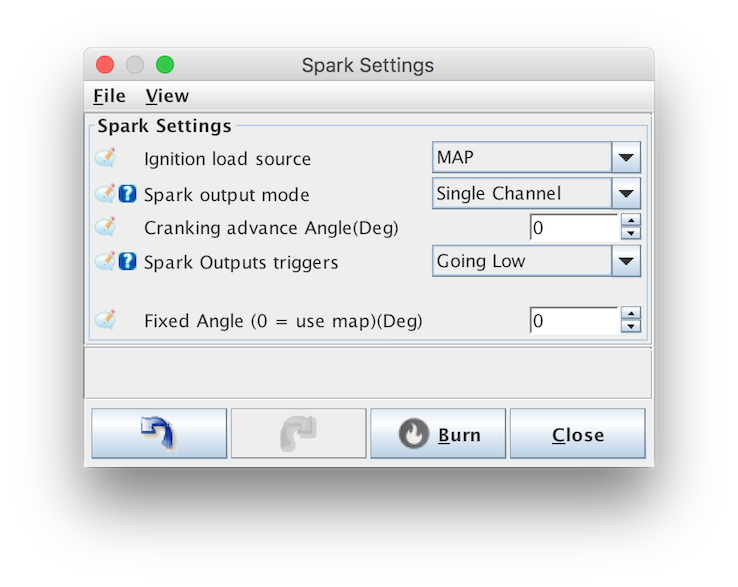 Spark Settings
File View
Spark Settings
Ignition load source MAP
? Spark output mode Single Channel
Cranking advance Angle(Deg) 0
? Spark Outputs triggers Going Low
Fixed Angle (0 = use map)(Deg) 0
Burn Close